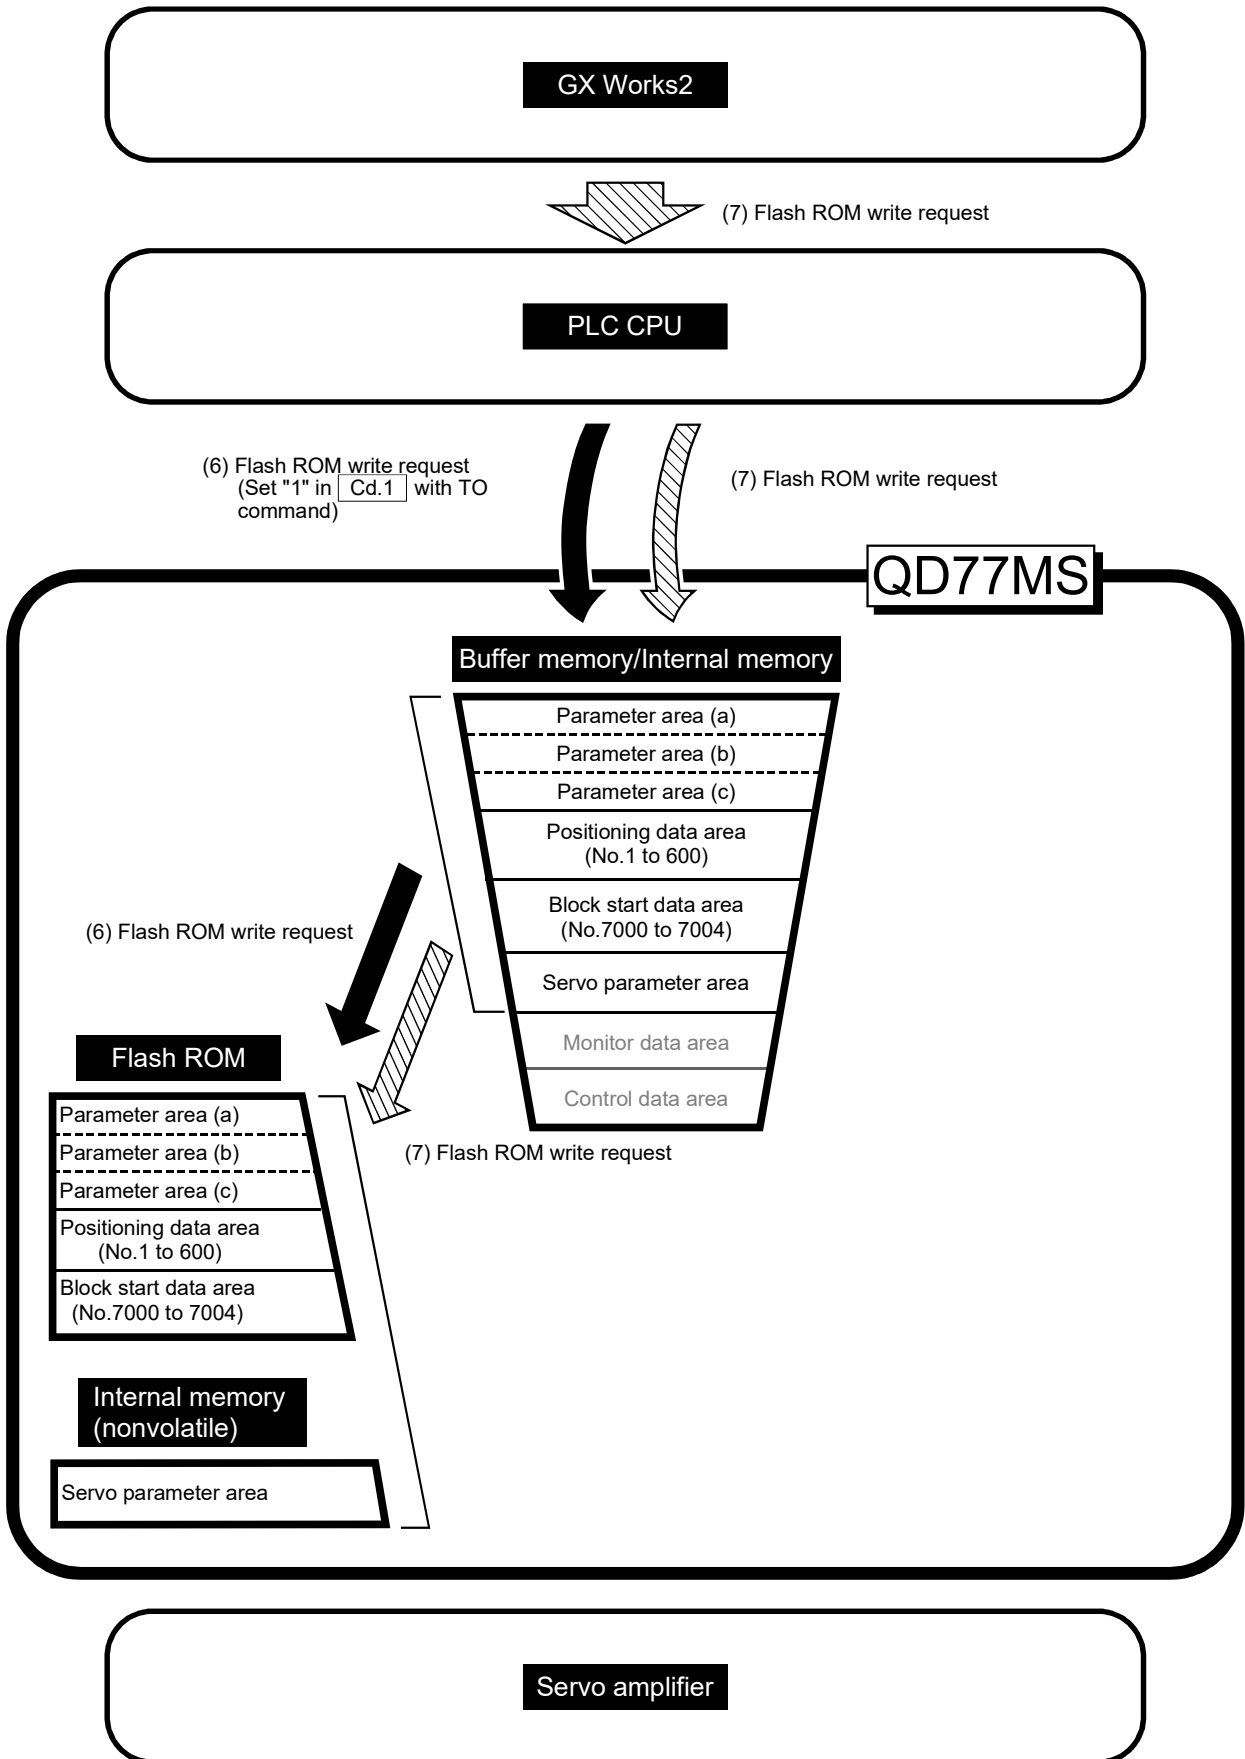 GX Works2
(7) Flash ROM write request
PLC CPU
(6) Flash ROM write request
(Set "1" in Cd.1 with TO
command)
(7) Flash ROM write request
QD77MS
Buffer memory/Internal memory
Parameter area (a)
Parameter area (b)
Parameter area (c)
Positioning data area
(No.1 to 600)
Block start data area
(No.7000 to 7004)
Servo parameter area
Monitor data area
Control data area
(6) Flash ROM write request
(7) Flash ROM write request
Flash ROM
Parameter area (a)
Parameter area (b)
Parameter area (c)
Positioning data area
(No.1 to 600)
Block start data area
(No.7000 to 7004)
Internal memory
(nonvolatile)
Servo parameter area
Servo amplifier